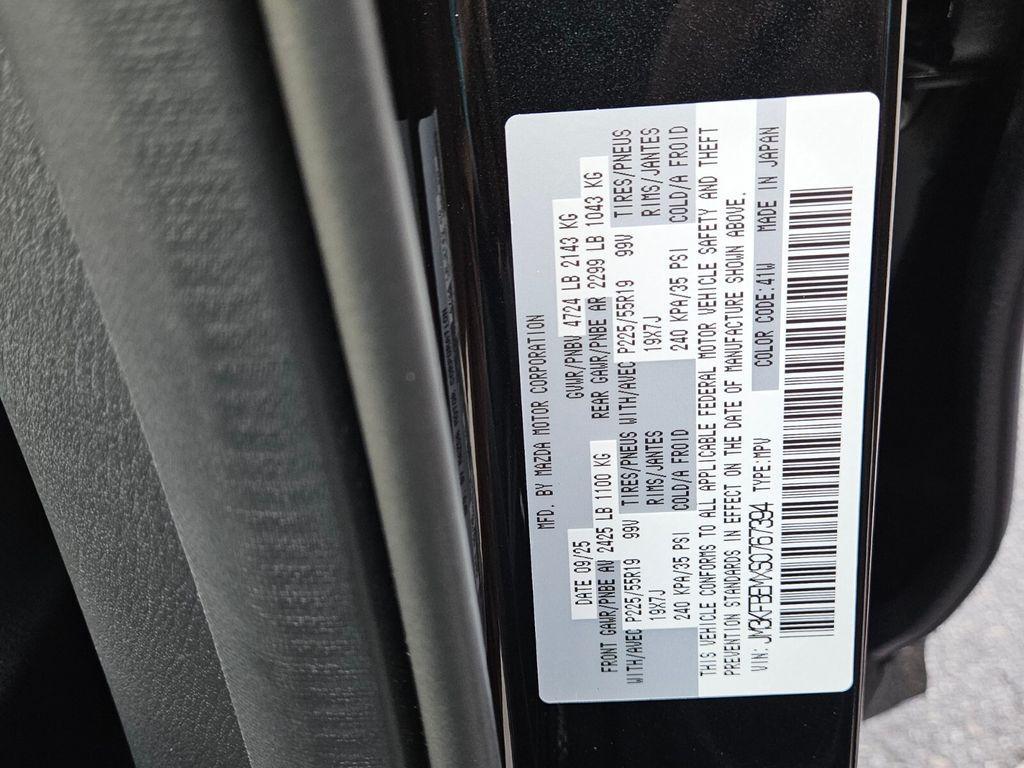 MFD. BY MAZDA MOTOR CORPORATION
DATE 09/25 GVWR/PNBV 4724 LB 2143 KG
FRONT GAWR/PNBE AV 2425 LB 1100 KG REAR GAWR/PNBE AR 2299 LB 1043 KG
WITH/AVEC P225/55R19 99V TIRES/PNEUS WITH/AVEC P225/55R19 99V TIRES/PNEUS
19X7J RIMS/JANTES 19X7J RIMS/JANTES
240 KPA/35 PSI COLD/A FROID 240 KPA/35 PSI COLD/A FROID
THIS VEHICLE CONFORMS TO ALL APPLICABLE FEDERAL MOTOR VEHICLE SAFETY AND THEFT
PREVENTION STANDARDS IN EFFECT ON THE DATE OF MANUFACTURE SHOWN ABOVE.
VIN: JM3KFBBMXS0767394 TYPE:MPV COLOR CODE:41W MADE IN JAPAN